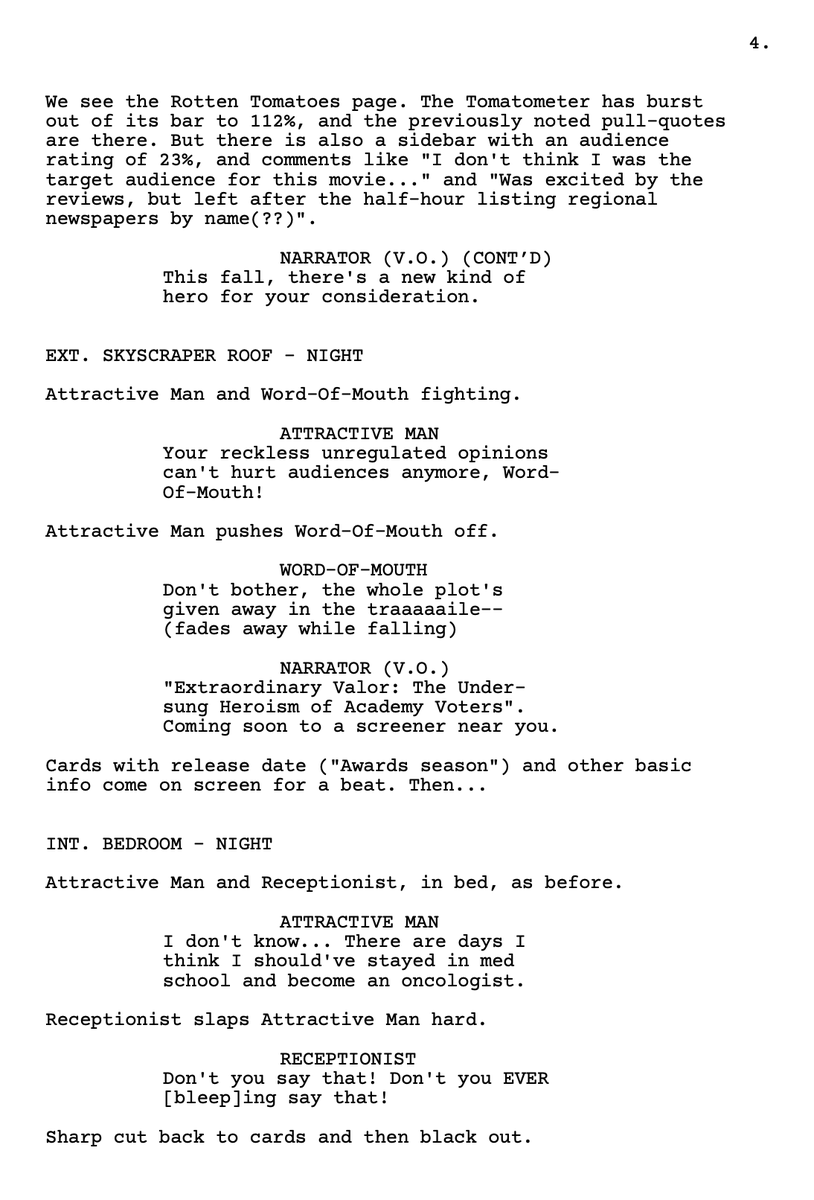 4.
We see the Rotten Tomatoes page. The Tomatometer has burst
out of its bar to 112%, and the previously noted pull-quotes
are there. But there is also a sidebar with an audience
rating of 23%, and comments like "I don't think I was the
target audience for this movie..." and "Was excited by the
reviews, but left after the half-hour listing regional
newspapers by name(??)".
NARRATOR (V.O.) (CONT’D)
This fall, there's a new kind of
hero for your consideration.
EXT. SKYSCRAPER ROOF - NIGHT
Attractive Man and Word-Of-Mouth fighting.
ATTRACTIVE MAN
Your reckless unregulated opinions
can't hurt audiences anymore, Word-
Of-Mouth!
Attractive Man pushes Word-Of-Mouth off.
WORD-OF-MOUTH
Don't bother, the whole plot's
given away in the traaaaaile--
(fades away while falling)
NARRATOR (V.O.)
"Extraordinary Valor: The Under-
sung Heroism of Academy Voters".
Coming soon to a screener near you.
Cards with release date ("Awards season") and other basic
info come on screen for a beat. Then...
INT. BEDROOM - NIGHT
Attractive Man and Receptionist, in bed, as before.
ATTRACTIVE MAN
I don't know... There are days I
think I should've stayed in med
school and become an oncologist.
Receptionist slaps Attractive Man hard.
RECEPTIONIST
Don't you say that! Don't you EVER
[bleep]ing say that!
Sharp cut back to cards and then black out.